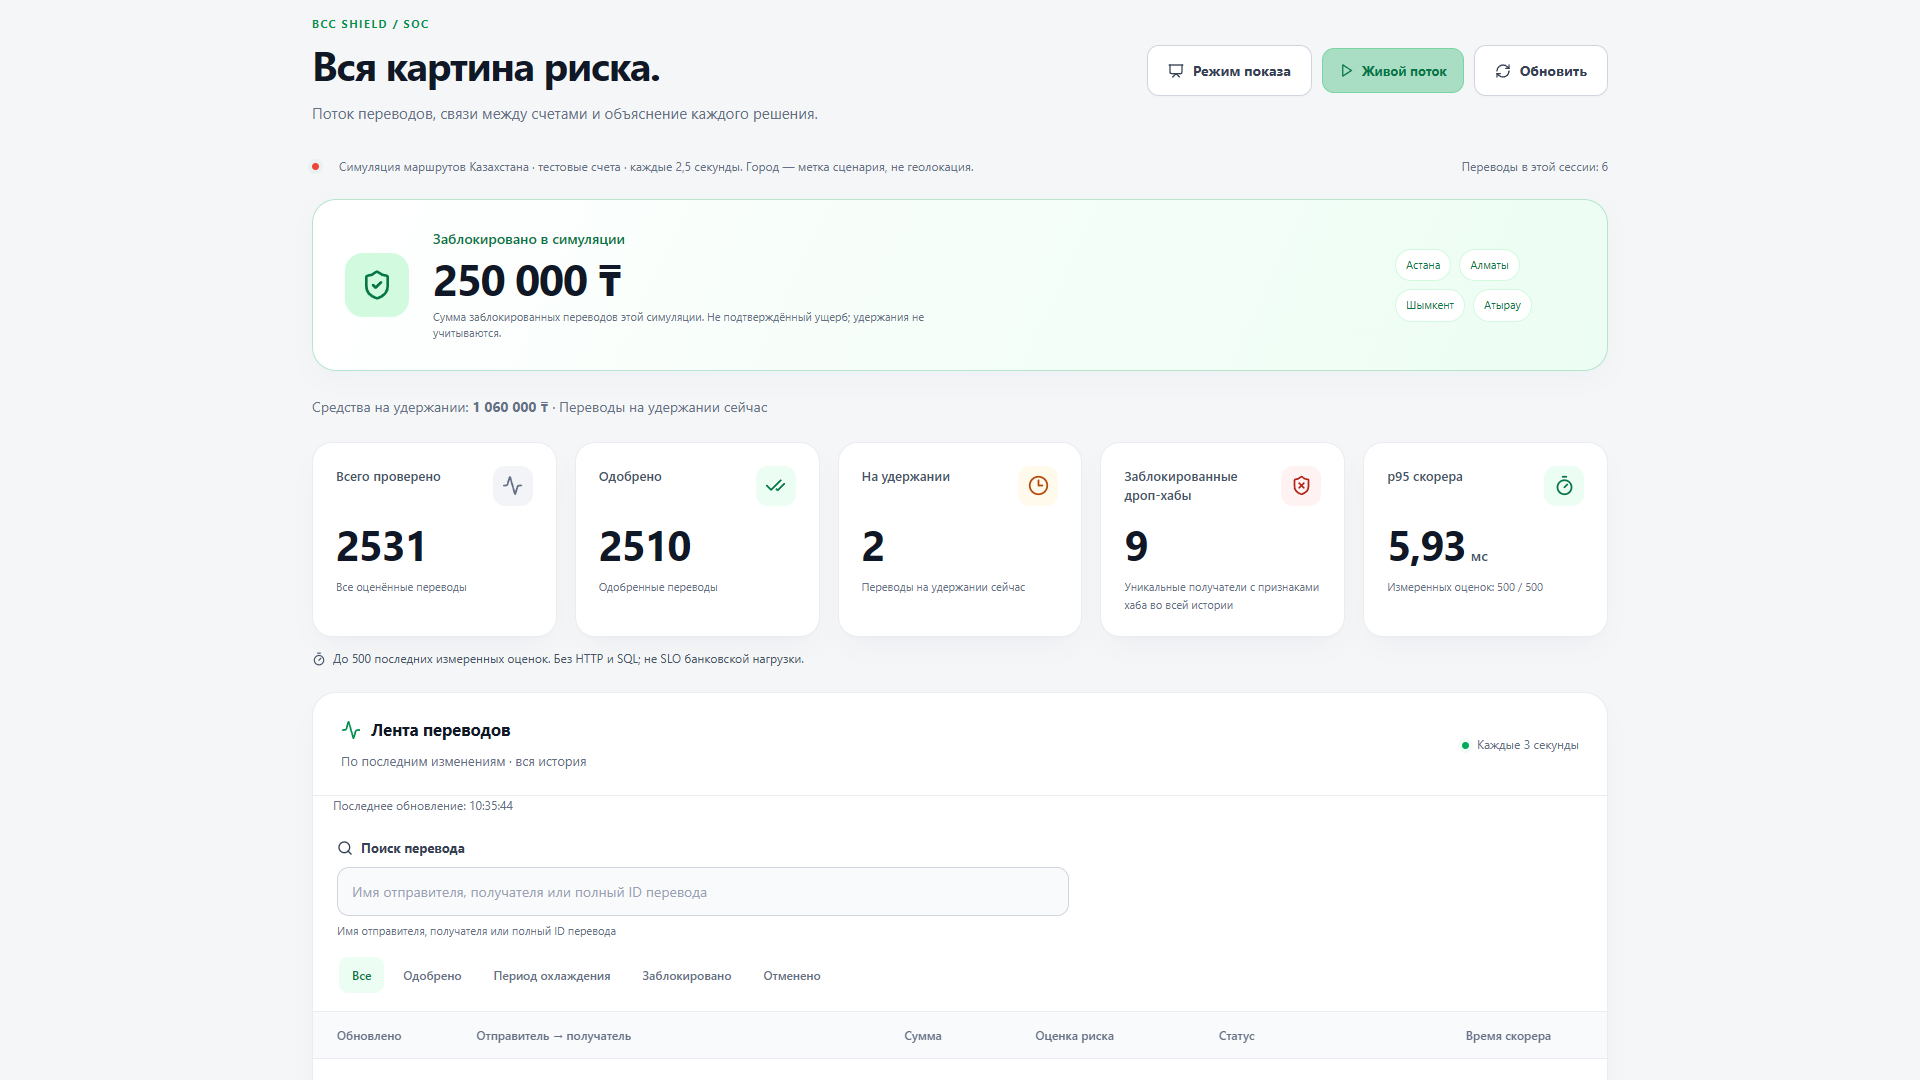 BCC SHIELD / SOC
Вся картина риска.
Поток переводов, связи между счетами и объяснение каждого решения.
Режим показа
Живой поток
Обновить
Симуляция маршрутов Казахстана · тестовые счета · каждые 2,5 секунды. Город — метка сценария, не геолокация.
Переводы в этой сессии: 6
Заблокировано в симуляции
250 000 ₸
Сумма заблокированных переводов этой симуляции. Не подтверждённый ущерб; удержания не
учитываются.
Астана
Алматы
Шымкент
Атырау
Средства на удержании: 1 060 000 ₸ · Переводы на удержании сейчас
Всего проверено
2531
Все оценённые переводы
Одобрено
2510
Одобренные переводы
На удержании
2
Переводы на удержании сейчас
Заблокированные
дроп-хабы
9
Уникальные получатели с признаками
хаба во всей истории
p95 скорера
5,93 мс
Измеренных оценок: 500 / 500
До 500 последних измеренных оценок. Без HTTP и SQL; не SLO банковской нагрузки.
Лента переводов
По последним изменениям · вся история
Каждые 3 секунды
Последнее обновление: 10:35:44
Поиск перевода
Имя отправителя, получателя или полный ID перевода
Имя отправителя, получателя или полный ID перевода
Все
Одобрено
Период охлаждения
Заблокировано
Отменено
Обновлено
Отправитель → получатель
Сумма
Оценка риска
Статус
Время скорера